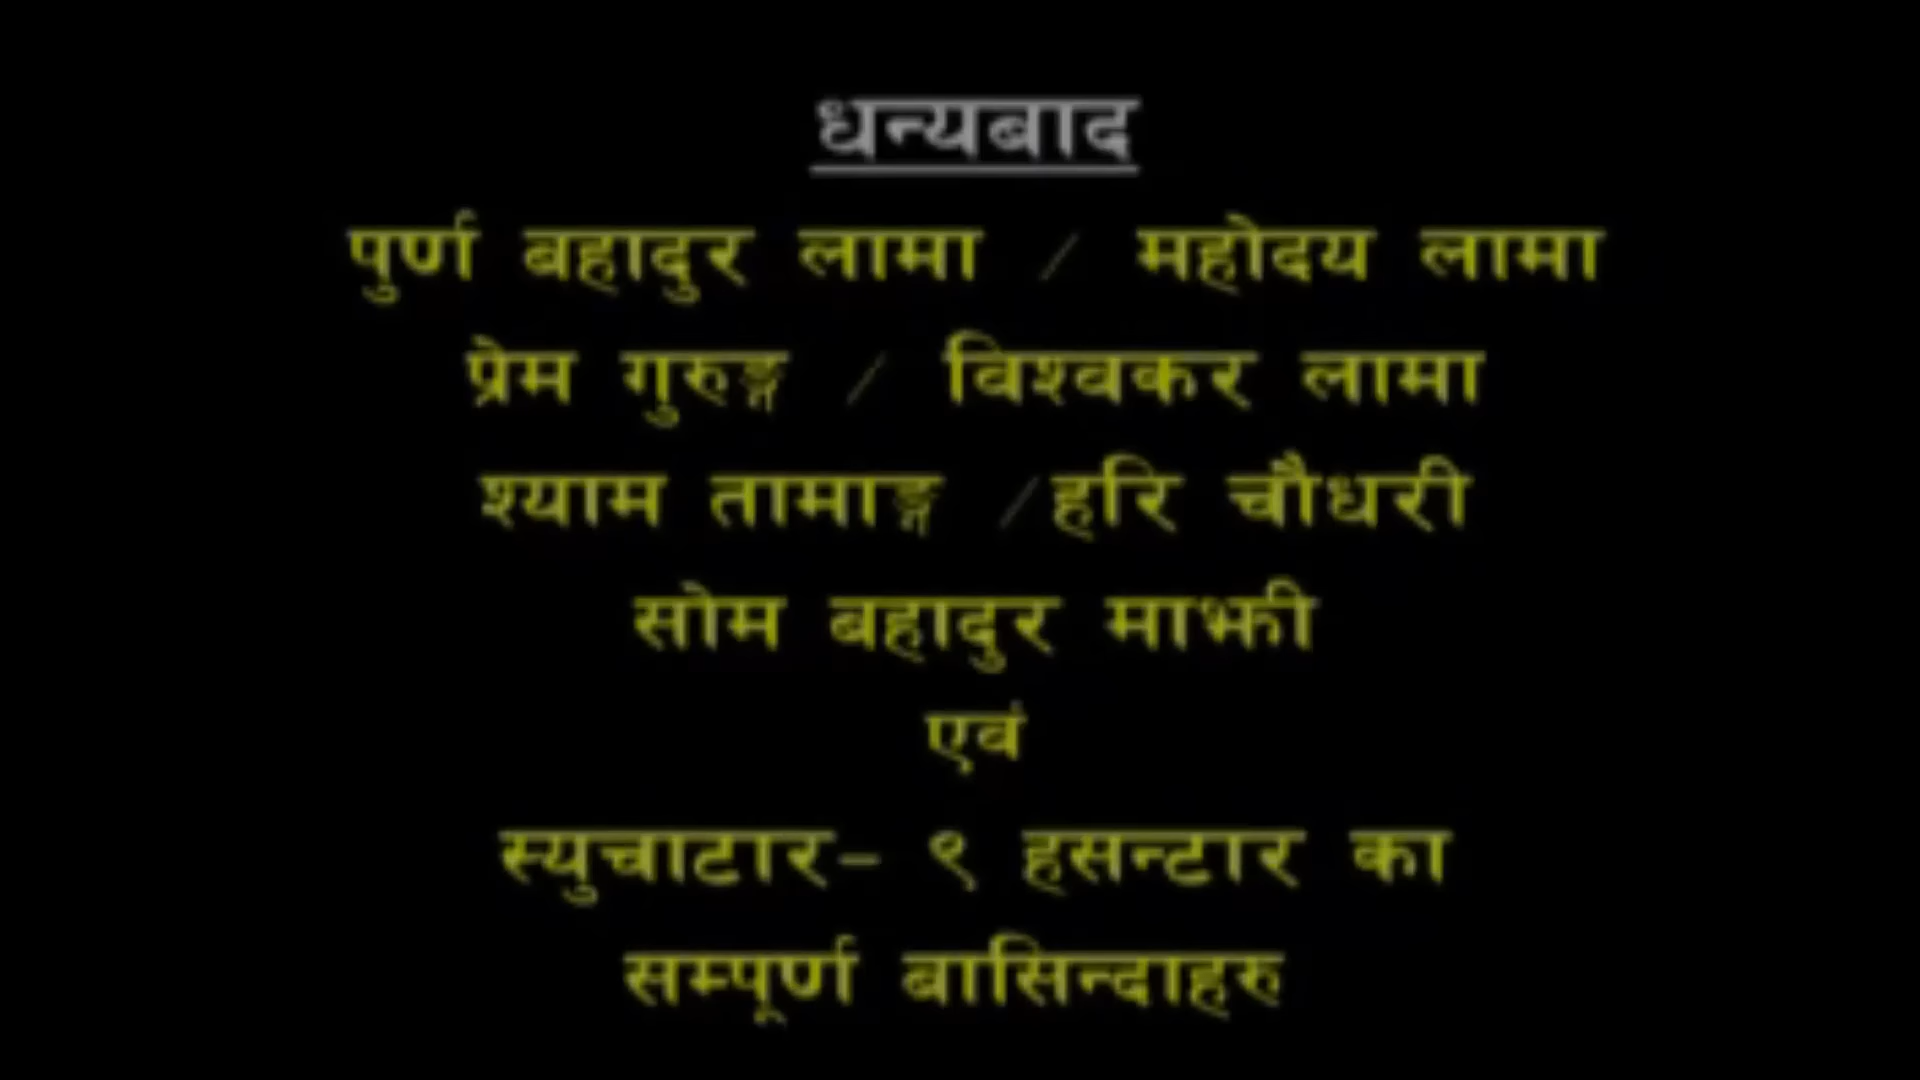 धन्यबाद
पुर्ण बहादुर लामा / महोदय लामा
प्रेम गुरुङ्ग / विश्वकर लामा
श्याम तामाङ्ग /हरि चौधरी
सोम बहादुर माझी
एवं
स्युचाटार- ९ हसन्टार का
सम्पूर्ण बासिन्दाहरु